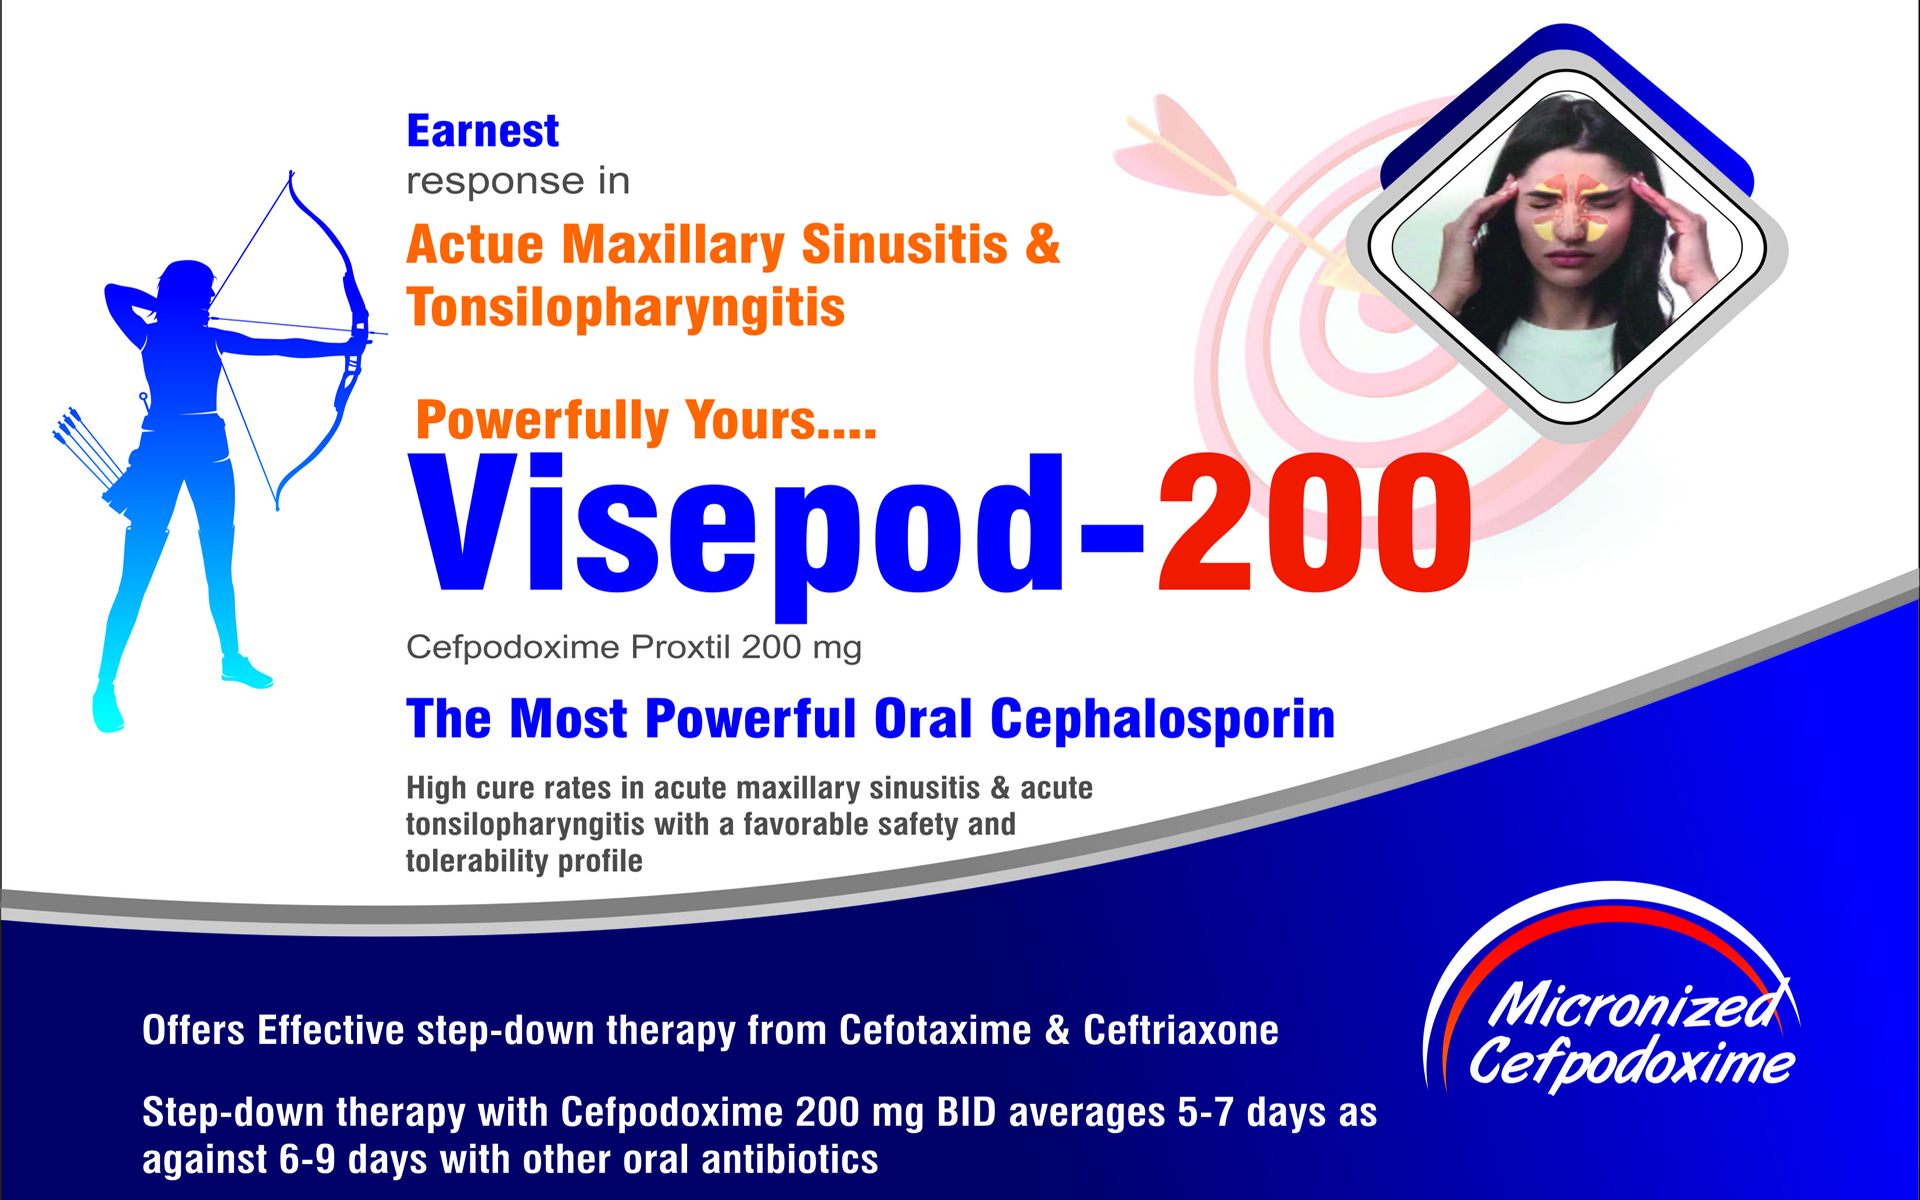 Earnest
response in
Actue Maxillary Sinusitis &
Tonsilopharyngitis
Powerfully Yours....
Visepod-200
Cefpodoxime Proxtil 200 mg
The Most Powerful Oral Cephalosporin
High cure rates in acute maxillary sinusitis & acute
tonsilopharyngitis with a favorable safety and
tolerability profile
Offers Effective step-down therapy from Cefotaxime & Ceftriaxone
Step-down therapy with Cefpodoxime 200 mg BID averages 5-7 days as
against 6-9 days with other oral antibiotics
Micronized
Cefpodoxime